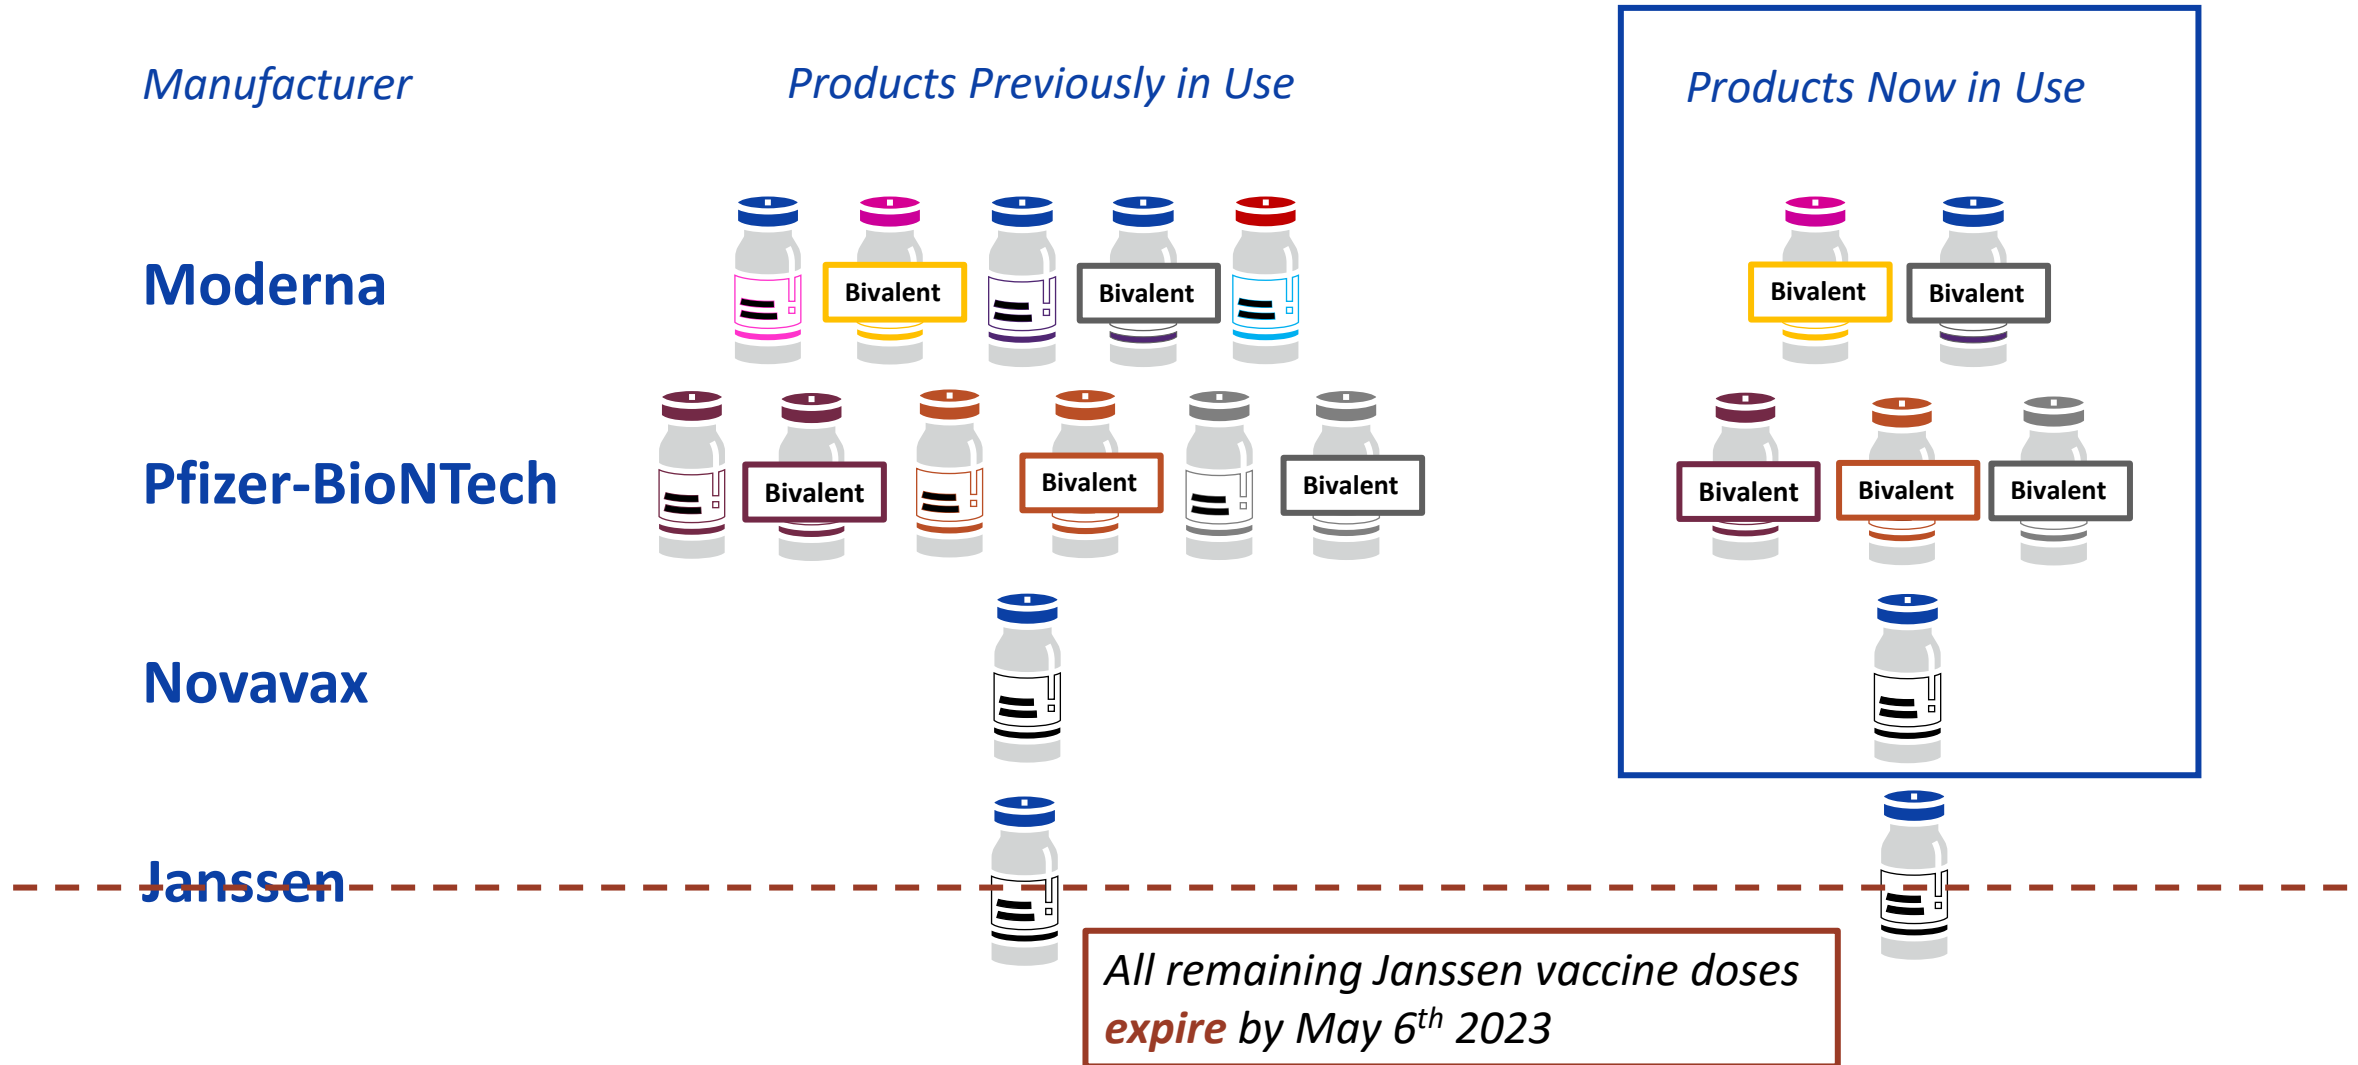 Manufacturer
Products Previously in Use
Products Now in Use
Moderna
Bivalent
Bivalent
Bivalent
Bivalent
Pfizer-BioNTech
Bivalent
Bivalent
Bivalent
Bivalent
Bivalent
Bivalent
Novavax
Janssen
All remaining Janssen vaccine doses
expire by May 6th 2023